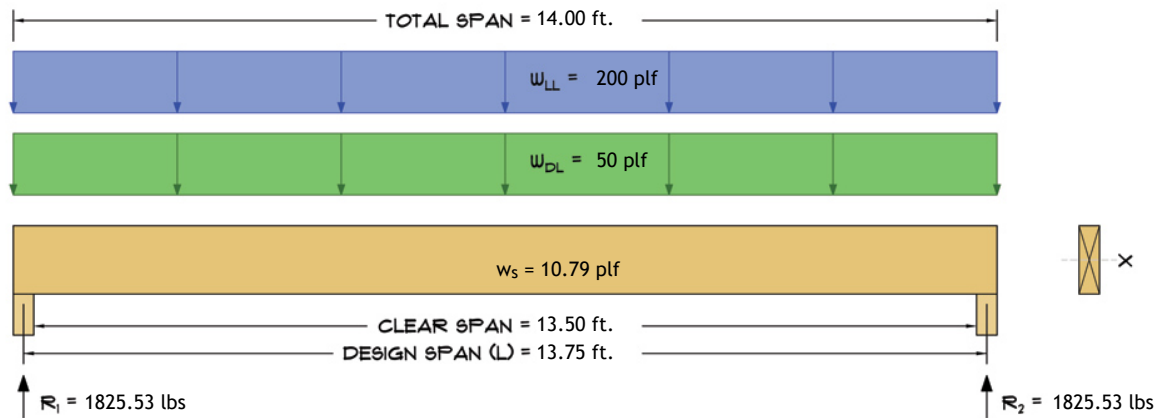 TOTAL SPAN = 14.00 ft.
wLL = 200 plf
wDL = 50 plf
ws = 10.79 plf
X
CLEAR SPAN = 13.50 ft.
DESIGN SPAN (L) = 13.75 ft.
R1 = 1825.53 lbs
R2 = 1825.53 lbs